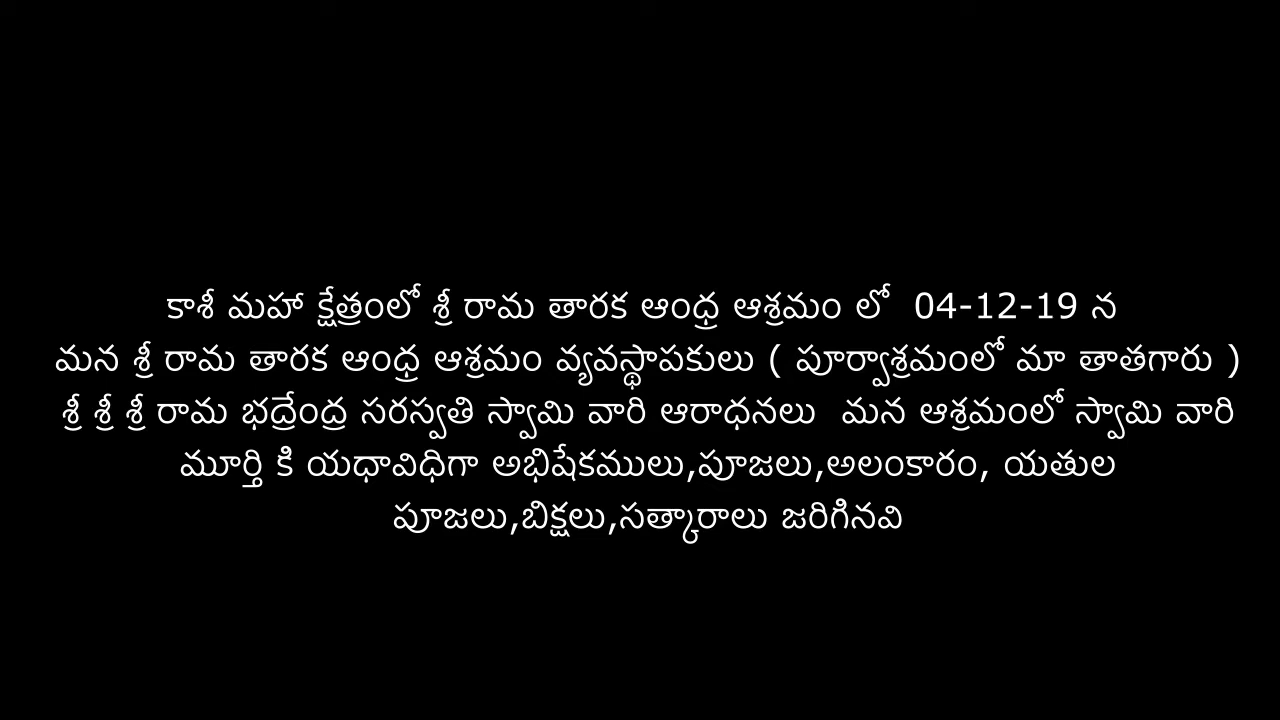 కాశీ మహా క్షేత్రంలో శ్రీ రామ తారక ఆంధ్ర ఆశ్రమం లో  04-12-19 న
మన శ్రీ రామ తారక ఆంధ్ర ఆశ్రమం వ్యవస్థాపకులు ( పూర్వాశ్రమంలో మా తాతగారు )
శ్రీ శ్రీ శ్రీ రామ భద్రేంద్ర సరస్వతి స్వామి వారి ఆరాధనలు  మన ఆశ్రమంలో స్వామి వారి
మూర్తి కి యధావిధిగా అభిషేకములు,పూజలు,అలంకారం, యతుల
పూజలు,బిక్షలు,సత్కారాలు జరిగినవి